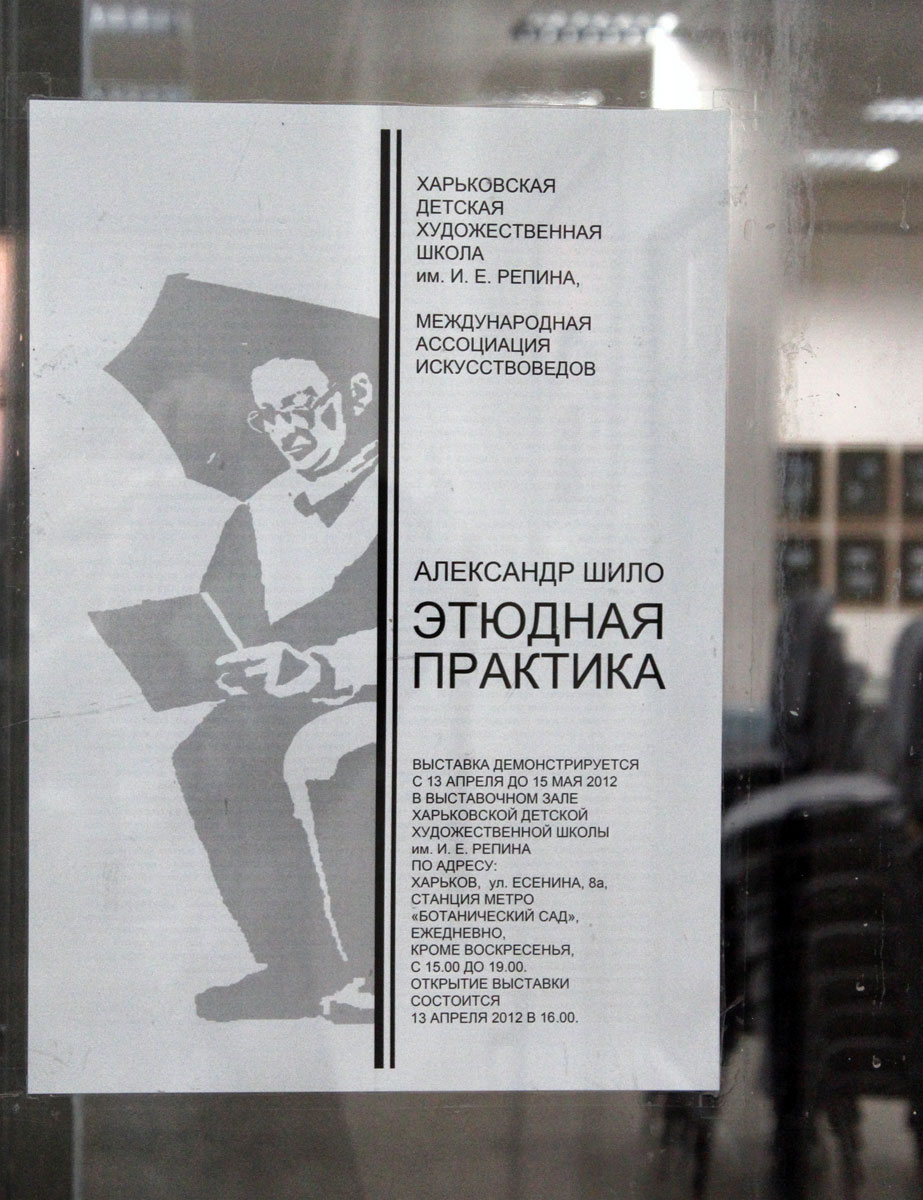 ХАРЬКОВСКАЯ
ДЕТСКАЯ
ХУДОЖЕСТВЕННАЯ
ШКОЛА
им. И. Е. РЕПИНА,
МЕЖДУНАРОДНАЯ
АССОЦИАЦИЯ
ИСКУССТВОВЕДОВ
АЛЕКСАНДР ШИЛО
ЭТЮДНАЯ
ПРАКТИКА
ВЫСТАВКА ДЕМОНСТРИРУЕТСЯ
С 13 АПРЕЛЯ ДО 15 МАЯ 2012
В ВЫСТАВОЧНОМ ЗАЛЕ
ХАРЬКОВСКОЙ ДЕТСКОЙ
ХУДОЖЕСТВЕННОЙ ШКОЛЫ
им. И. Е. РЕПИНА
ПО АДРЕСУ:
ХАРЬКОВ, ул. ЕСЕНИНА, 8а,
СТАНЦИЯ МЕТРО
«БОТАНИЧЕСКИЙ САД»,
ЕЖЕДНЕВНО,
КРОМЕ ВОСКРЕСЕНЬЯ,
С 15.00 ДО 19.00.
ОТКРЫТИЕ ВЫСТАВКИ
СОСТОИТСЯ
13 АПРЕЛЯ 2012 В 16.00.